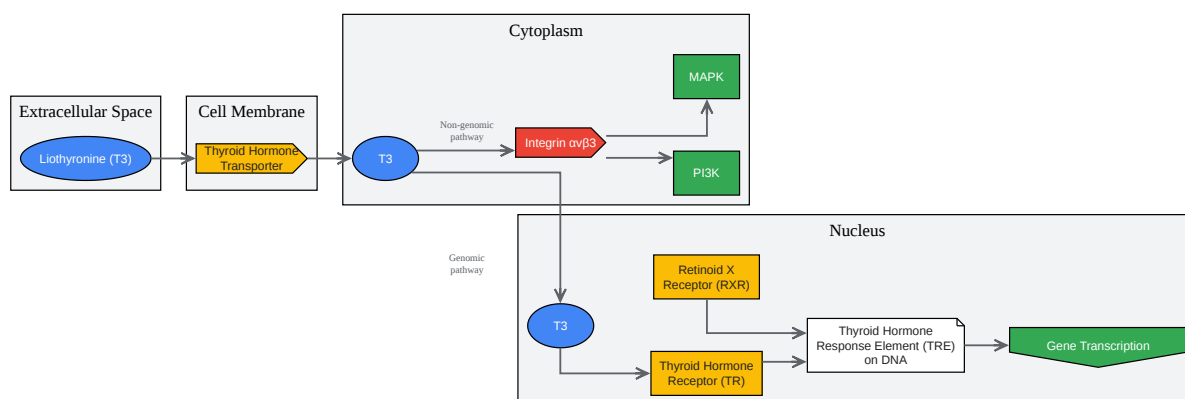 Cytoplasm
Extracellular Space
Liothyronine (T3)
Cell Membrane
Thyroid Hormone
Transporter
T3
Non-genomic
pathway
Integrin αvβ3
MAPK
PI3K
Genomic
pathway
Nucleus
T3
Retinoid X
Receptor (RXR)
Thyroid Hormone
Receptor (TR)
Thyroid Hormone
Response Element (TRE)
on DNA
Gene Transcription